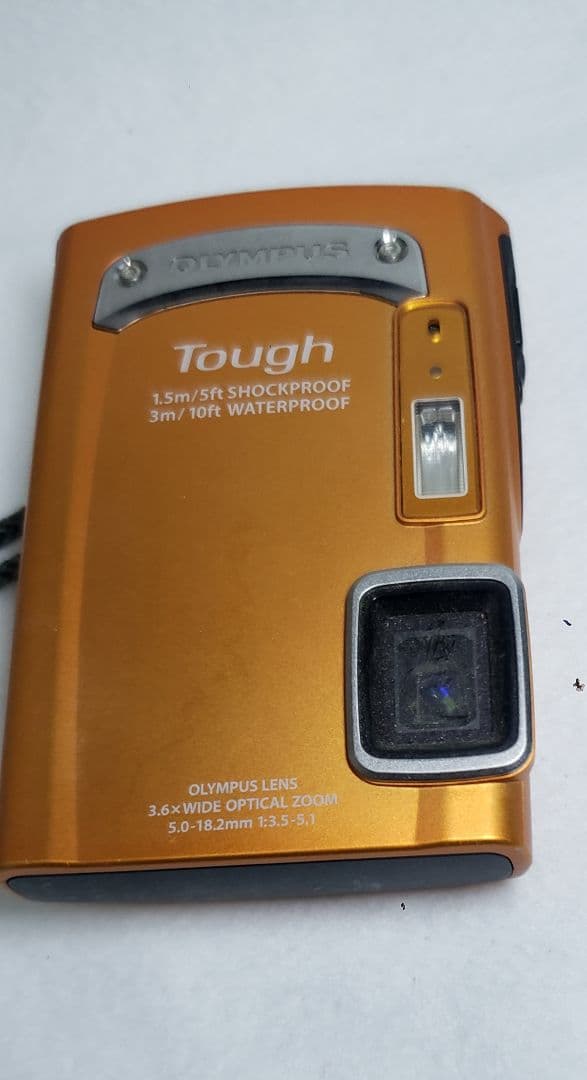 OLYMPUS
Tough
1.5m/5ft SHOCKPROOF
3m/10ft WATERPROOF
OLYMPUS LENS
3.6×WIDE OPTICAL ZOOM
5.0-18.2mm 1:3.5-5.1